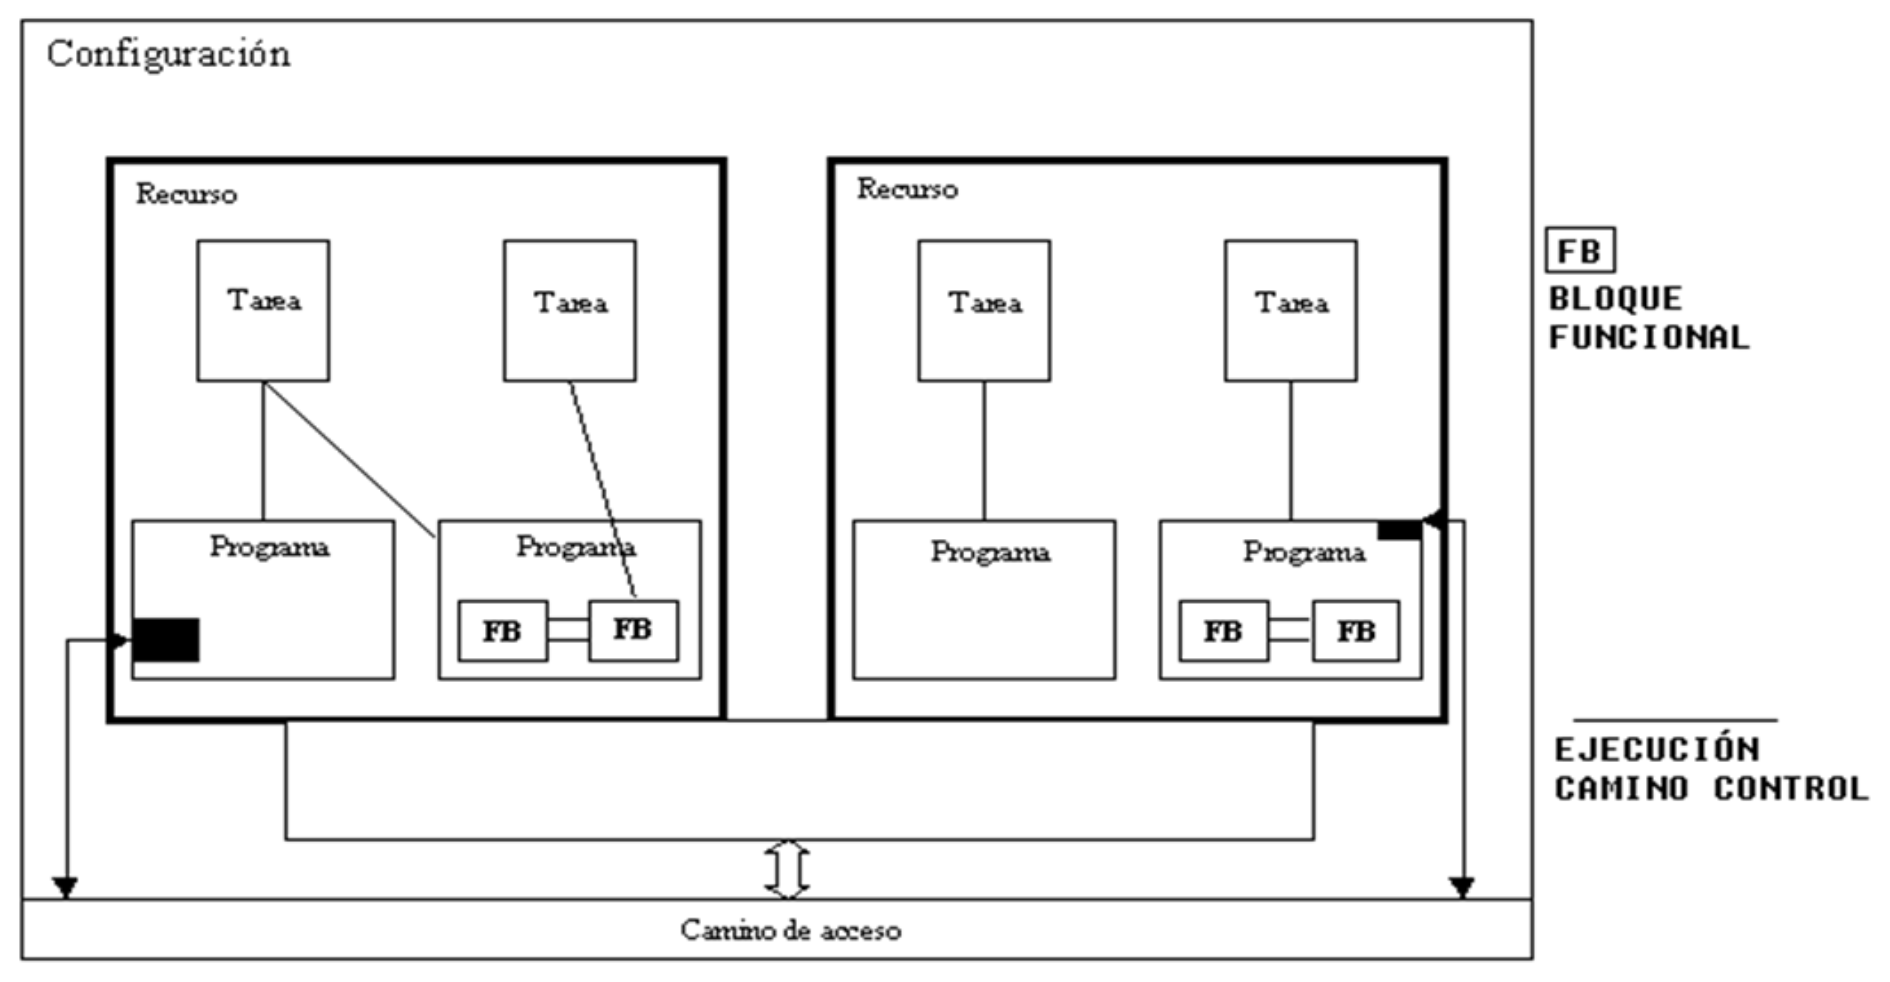 Configuración
Recurso
Tarea
Tarea
Programa
Programa
FB
FB
Recurso
Tarea
Tarea
Programa
Programa
FB
FB
Camino de acceso
FB
BLOQUE
FUNCIONAL
EJECUCIÓN
CAMINO CONTROL